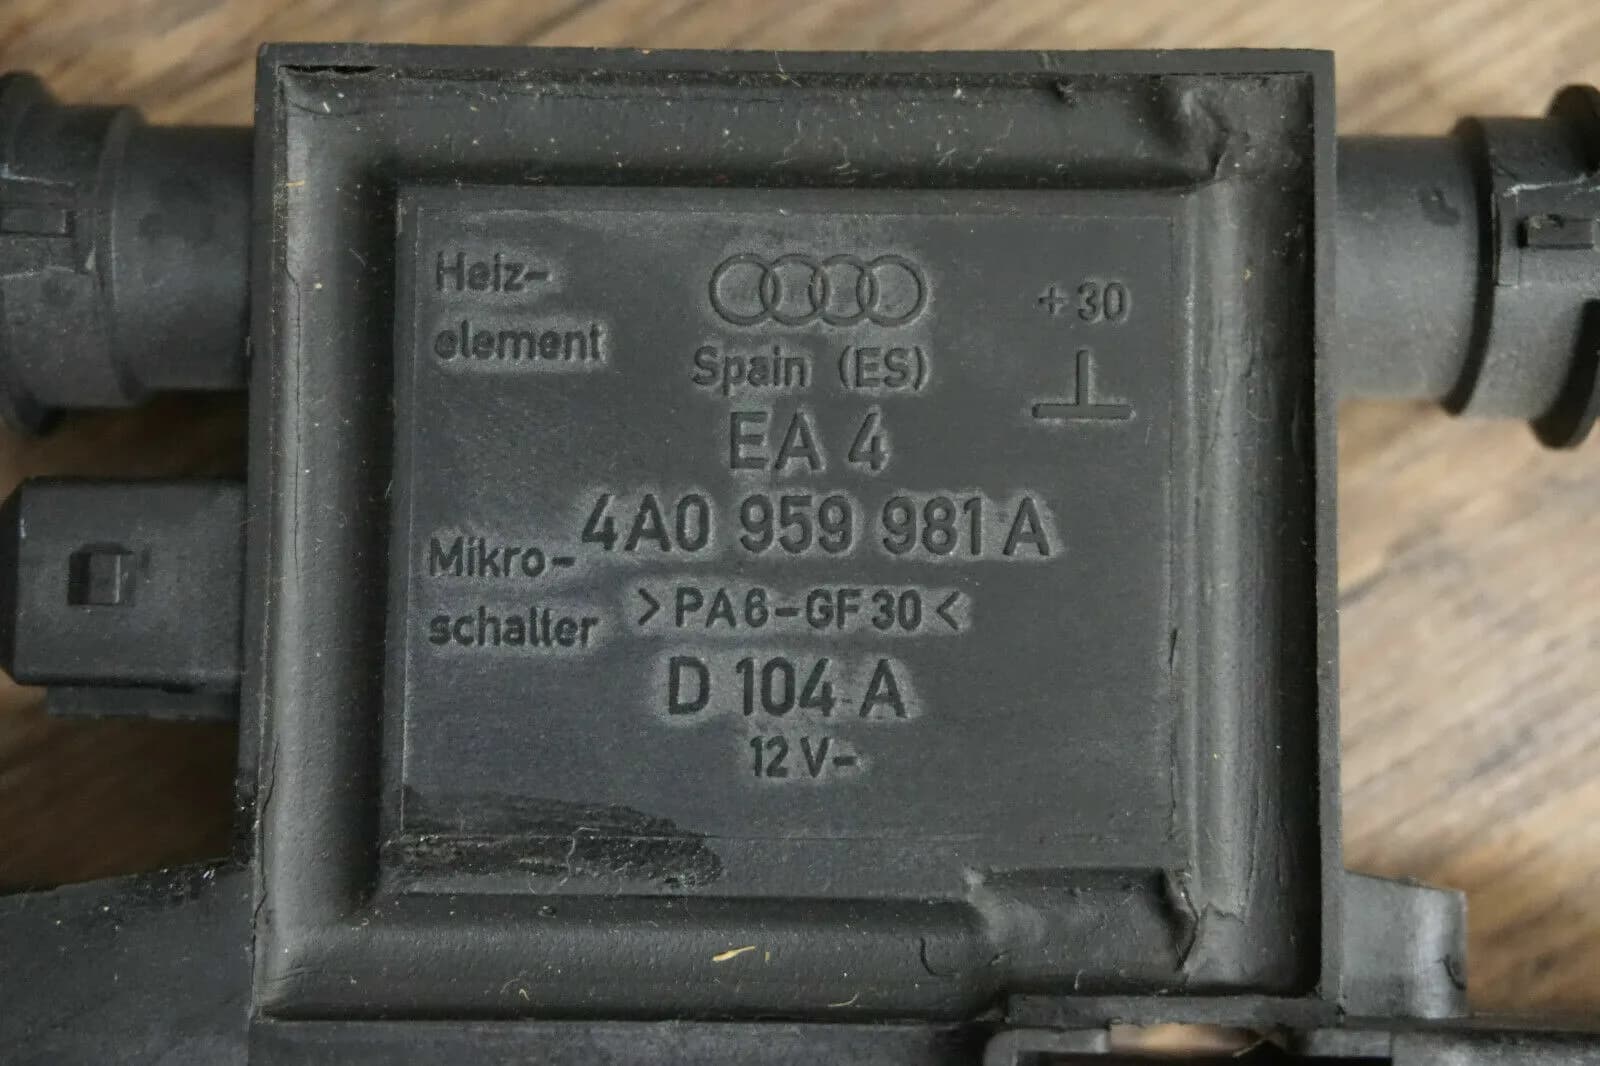 Heiz-
element
Spain (ES)
+30
EA 4
4A0 959 981 A
Mikro-
schalter
>PA6-GF30<
D 104 A
12 V-